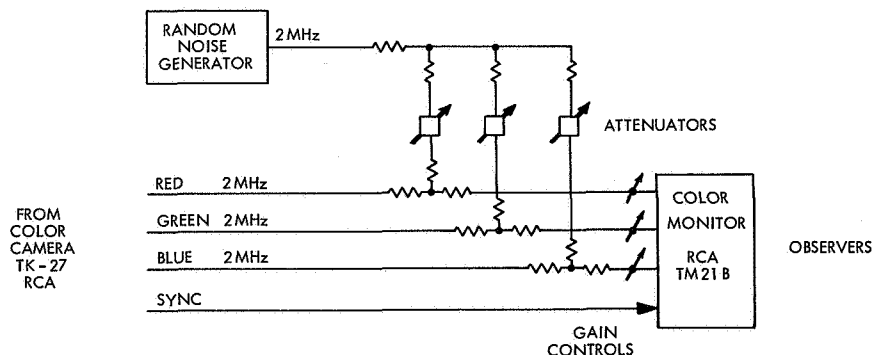 RANDOM
NOISE
GENERATOR
2 MHz
ATTENUATORS
RED 2 MHz
GREEN 2 MHz
BLUE 2 MHz
SYNC
FROM
COLOR
CAMERA
TK-27
RCA
COLOR
MONITOR
RCA
TM 21 B
OBSERVERS
GAIN
CONTROLS